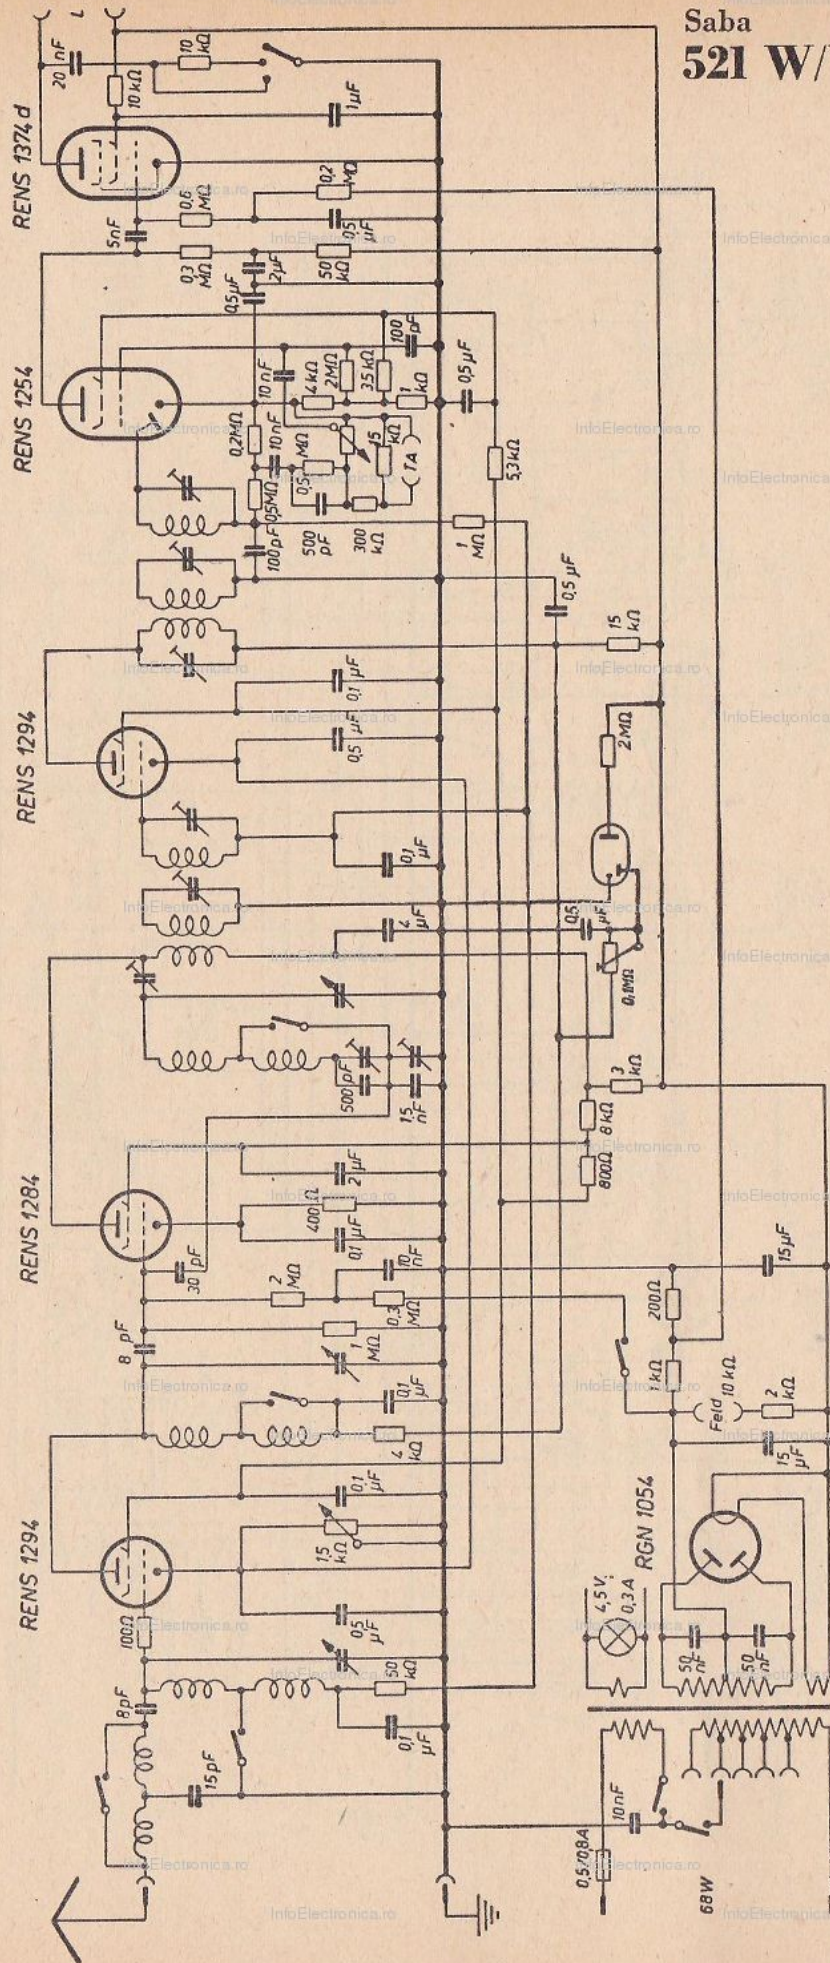 Saba
521 W/
RENS 1374 d
RENS 1254
RENS 1294
RENS 1284
RENS 1294
L
20 nF
10 kΩ
10 kΩ
1 µF
0,6 MΩ
0,2 MΩ
5 nF
0,5 µF
0,3 MΩ
2 µF
50 kΩ
0,5 µF
100 pF
10 nF
4 kΩ
2 MΩ
35 kΩ
1 kΩ
0,5 µF
0,2 MΩ
10 nF
0,5 MΩ
15 kΩ
TA
5,3 kΩ
0,5 MΩ
100 pF
500 pF
300 kΩ
1 MΩ
0,5 µF
15 kΩ
0,1 µF
0,5 µF
2 MΩ
0,1 µF
4 µF
0,5 µF
0,1 MΩ
500 pF
1,5 nF
3 kΩ
8 kΩ
800 Ω
2 µF
400 Ω
0,1 µF
30 pF
10 nF
2 MΩ
0,3 MΩ
15 µF
200 Ω
8 pF
1 MΩ
1 kΩ
0,1 µF
Feld 10 kΩ
2 kΩ
4 kΩ
15 µF
0,1 µF
1,5 kΩ
RGN 1054
4,5 V;
0,3 A
100 Ω
0,5 µF
50 nF
50 nF
8 pF
50 kΩ
0,1 µF
15 pF
10 nF
0,5/0,8A
68 W
InfoElectronica.ro